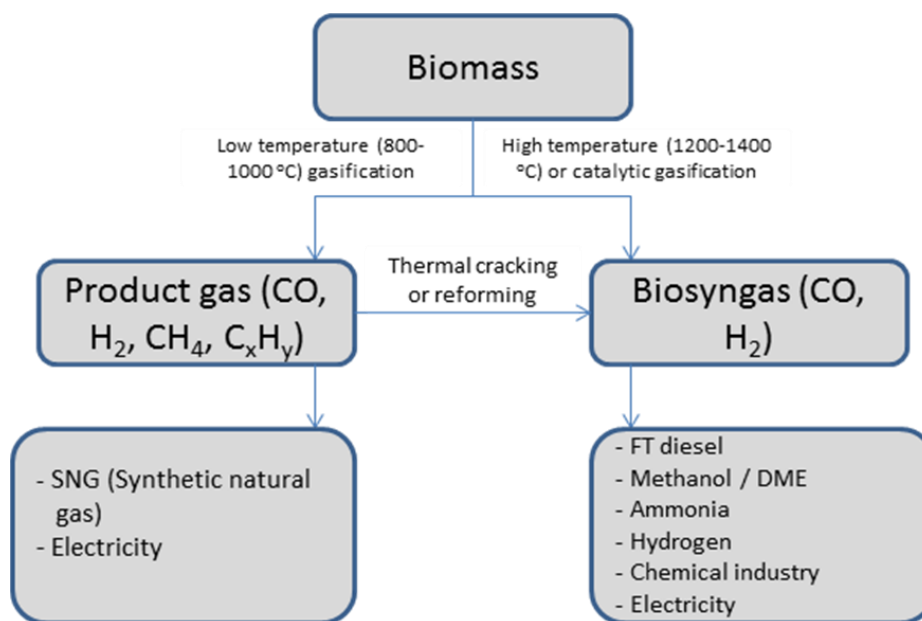 Biomass
Low temperature (800-
1000 °C) gasification
High temperature (1200-1400
°C) or catalytic gasification
Product gas (CO,
H₂, CH₄, CₓHᵧ)
Thermal cracking
or reforming
Biosyngas (CO,
H₂)
- SNG (Synthetic natural
gas)
- Electricity
- FT diesel
- Methanol / DME
- Ammonia
- Hydrogen
- Chemical industry
- Electricity